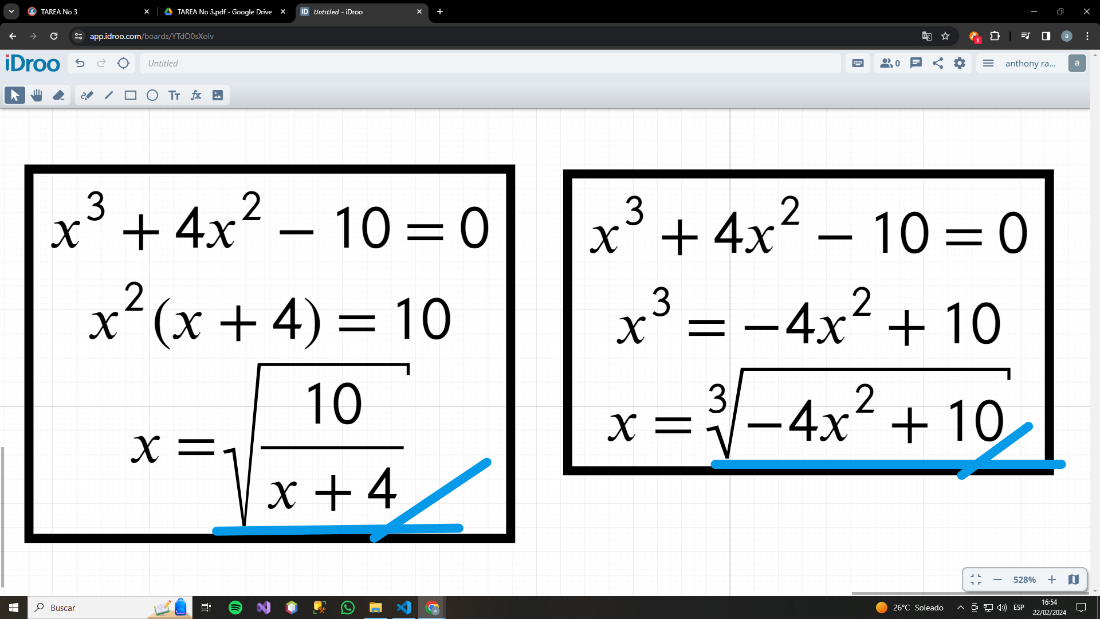 TAREA No 3
TAREA No 3.pdf - Google Drive
iD Untitled - iDroo
app.idroo.com/boards/YTdO0sXelv
iDroo
Untitled
0
anthony ra...
a
x³ + 4x² − 10 = 0
x²(x + 4) = 10
x = √(10/(x + 4))
x³ + 4x² − 10 = 0
x³ = −4x² + 10
x = ∛(−4x² + 10)
528%
Buscar
26°C Soleado
ESP
16:54
22/02/2024